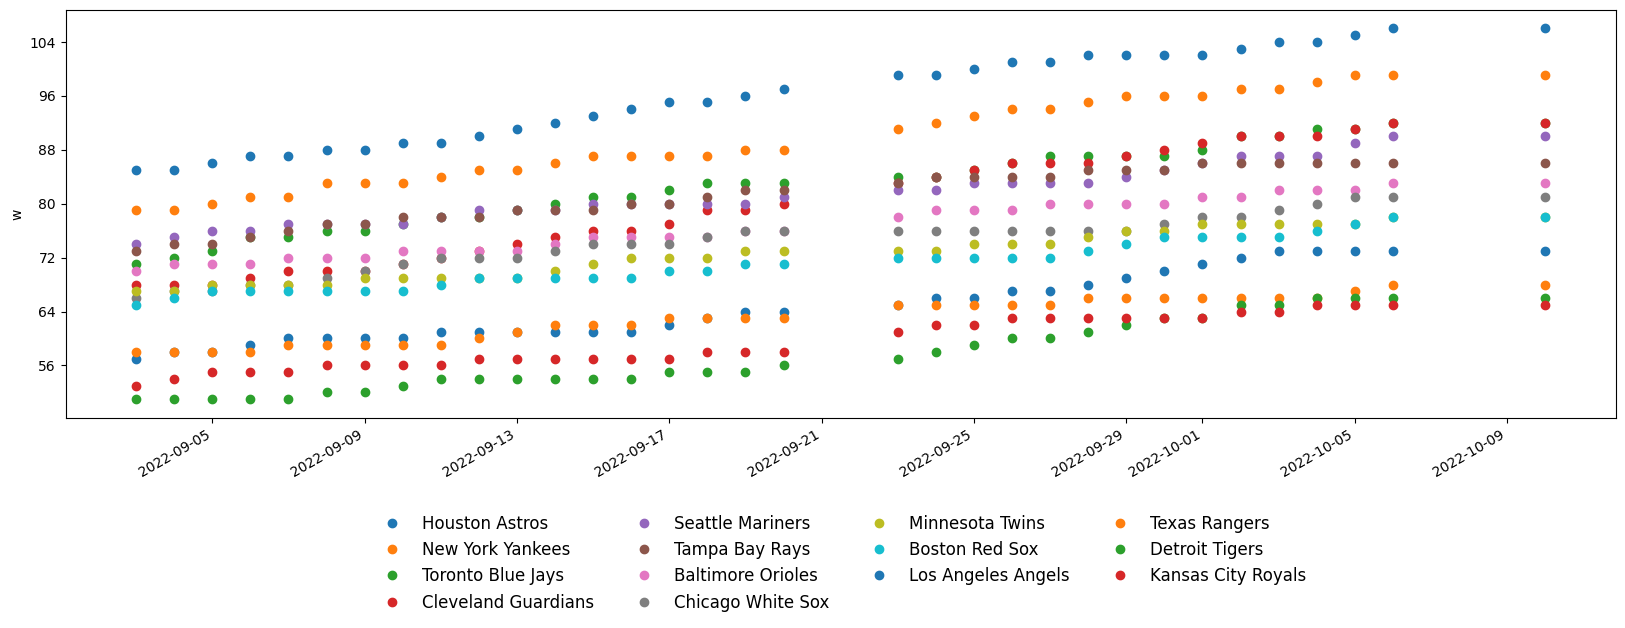 104
96
88
80
72
64
56
w
2022-09-05
2022-09-09
2022-09-13
2022-09-17
2022-09-21
2022-09-25
2022-09-29
2022-10-01
2022-10-05
2022-10-09
Houston Astros
New York Yankees
Toronto Blue Jays
Cleveland Guardians
Seattle Mariners
Tampa Bay Rays
Baltimore Orioles
Chicago White Sox
Minnesota Twins
Boston Red Sox
Los Angeles Angels
Texas Rangers
Detroit Tigers
Kansas City Royals